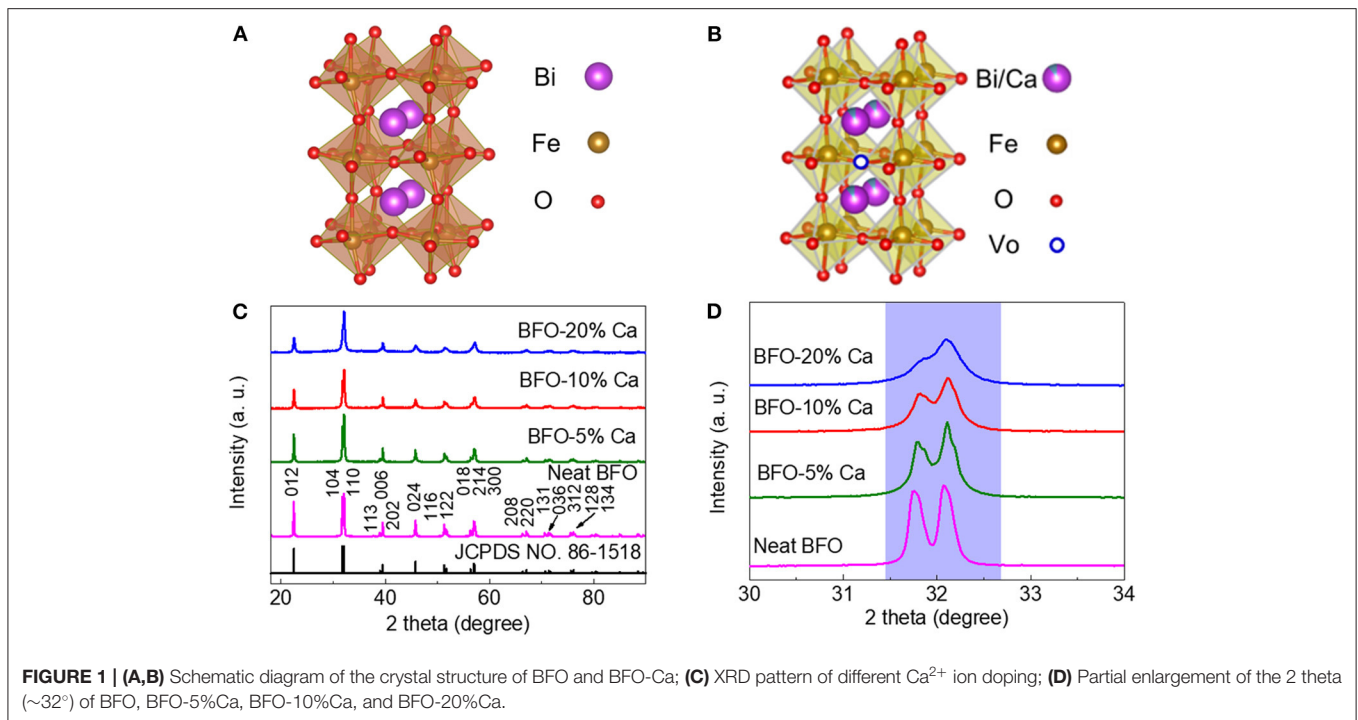 A
Bi
Fe
O
B
Bi/Ca
Fe
O
Vo
C
BFO-20% Ca
BFO-10% Ca
BFO-5% Ca
Neat BFO
012
104
110
113
006
202
024
116
122
018
214
300
208
220
131
036
312
128
134
JCPDS NO. 86-1518
Intensity (a. u.)
20 40 60 80
2 theta (degree)
D
BFO-20% Ca
BFO-10% Ca
BFO-5% Ca
Neat BFO
Intensity (a. u.)
30 31 32 33 34
2 theta (degree)
FIGURE 1 | (A,B) Schematic diagram of the crystal structure of BFO and BFO-Ca; (C) XRD pattern of different Ca²⁺ ion doping; (D) Partial enlargement of the 2 theta
(∼32°) of BFO, BFO-5%Ca, BFO-10%Ca, and BFO-20%Ca.